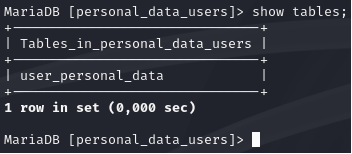 MariaDB [personal_data_users]> show tables;
+--------------------------------+
| Tables_in_personal_data_users |
+--------------------------------+
| user_personal_data |
+--------------------------------+
1 row in set (0,000 sec)
MariaDB [personal_data_users]>